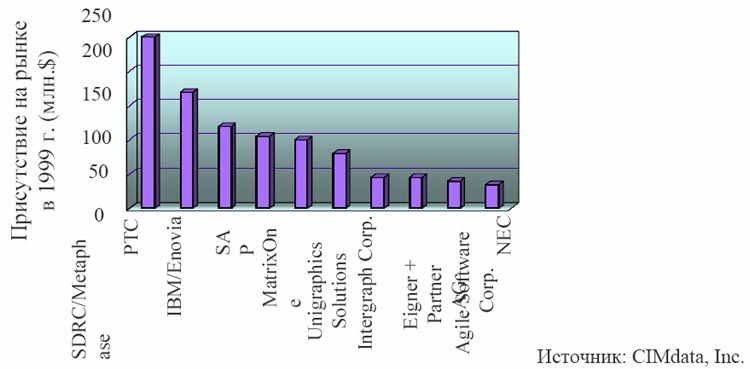 250
200
150
100
50
0
Присутствие на рынке
в 1999 г. (млн.$)
SDRC/Metaph
ase
PTC
IBM/Enovia
SA
P
MatrixOn
e
Unigraphics
Solutions
Intergraph Corp.
Eigner +
Partner
AG
Agile Software
Corp.
NEC
Источник: CIMdata, Inc.